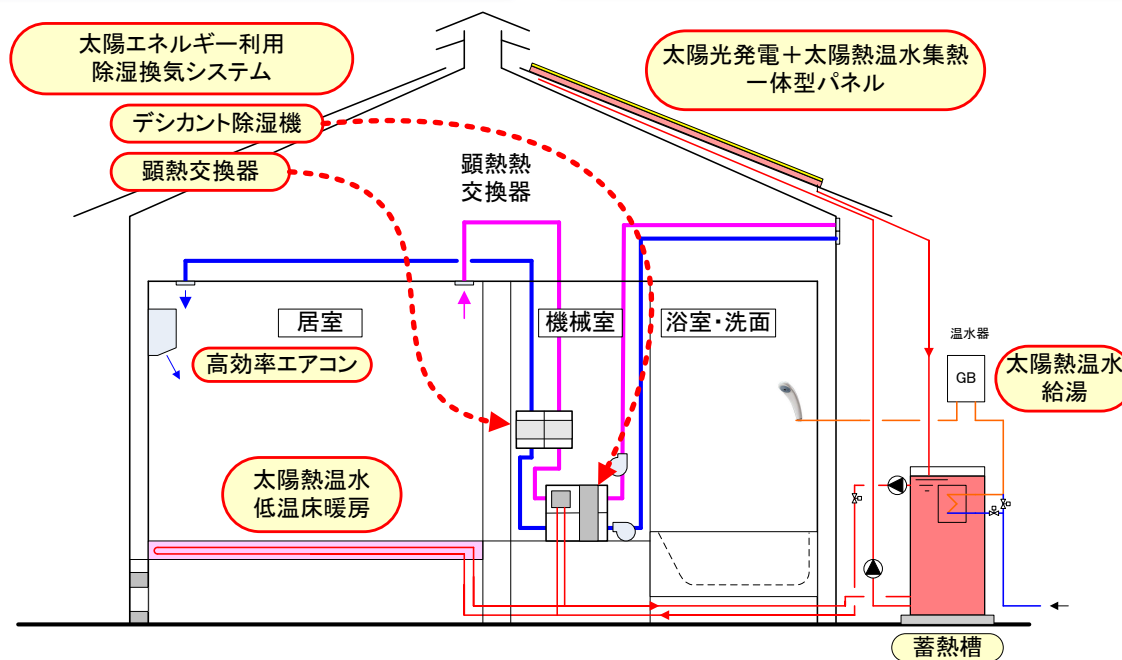 太陽エネルギー利用
除湿換気システム
太陽光発電＋太陽熱温水集熱
一体型パネル
デシカント除湿機
顕熱交換器
顕熱熱
交換器
居室
機械室
浴室・洗面
高効率エアコン
温水器
GB
太陽熱温水
給湯
太陽熱温水
低温床暖房
蓄熱槽